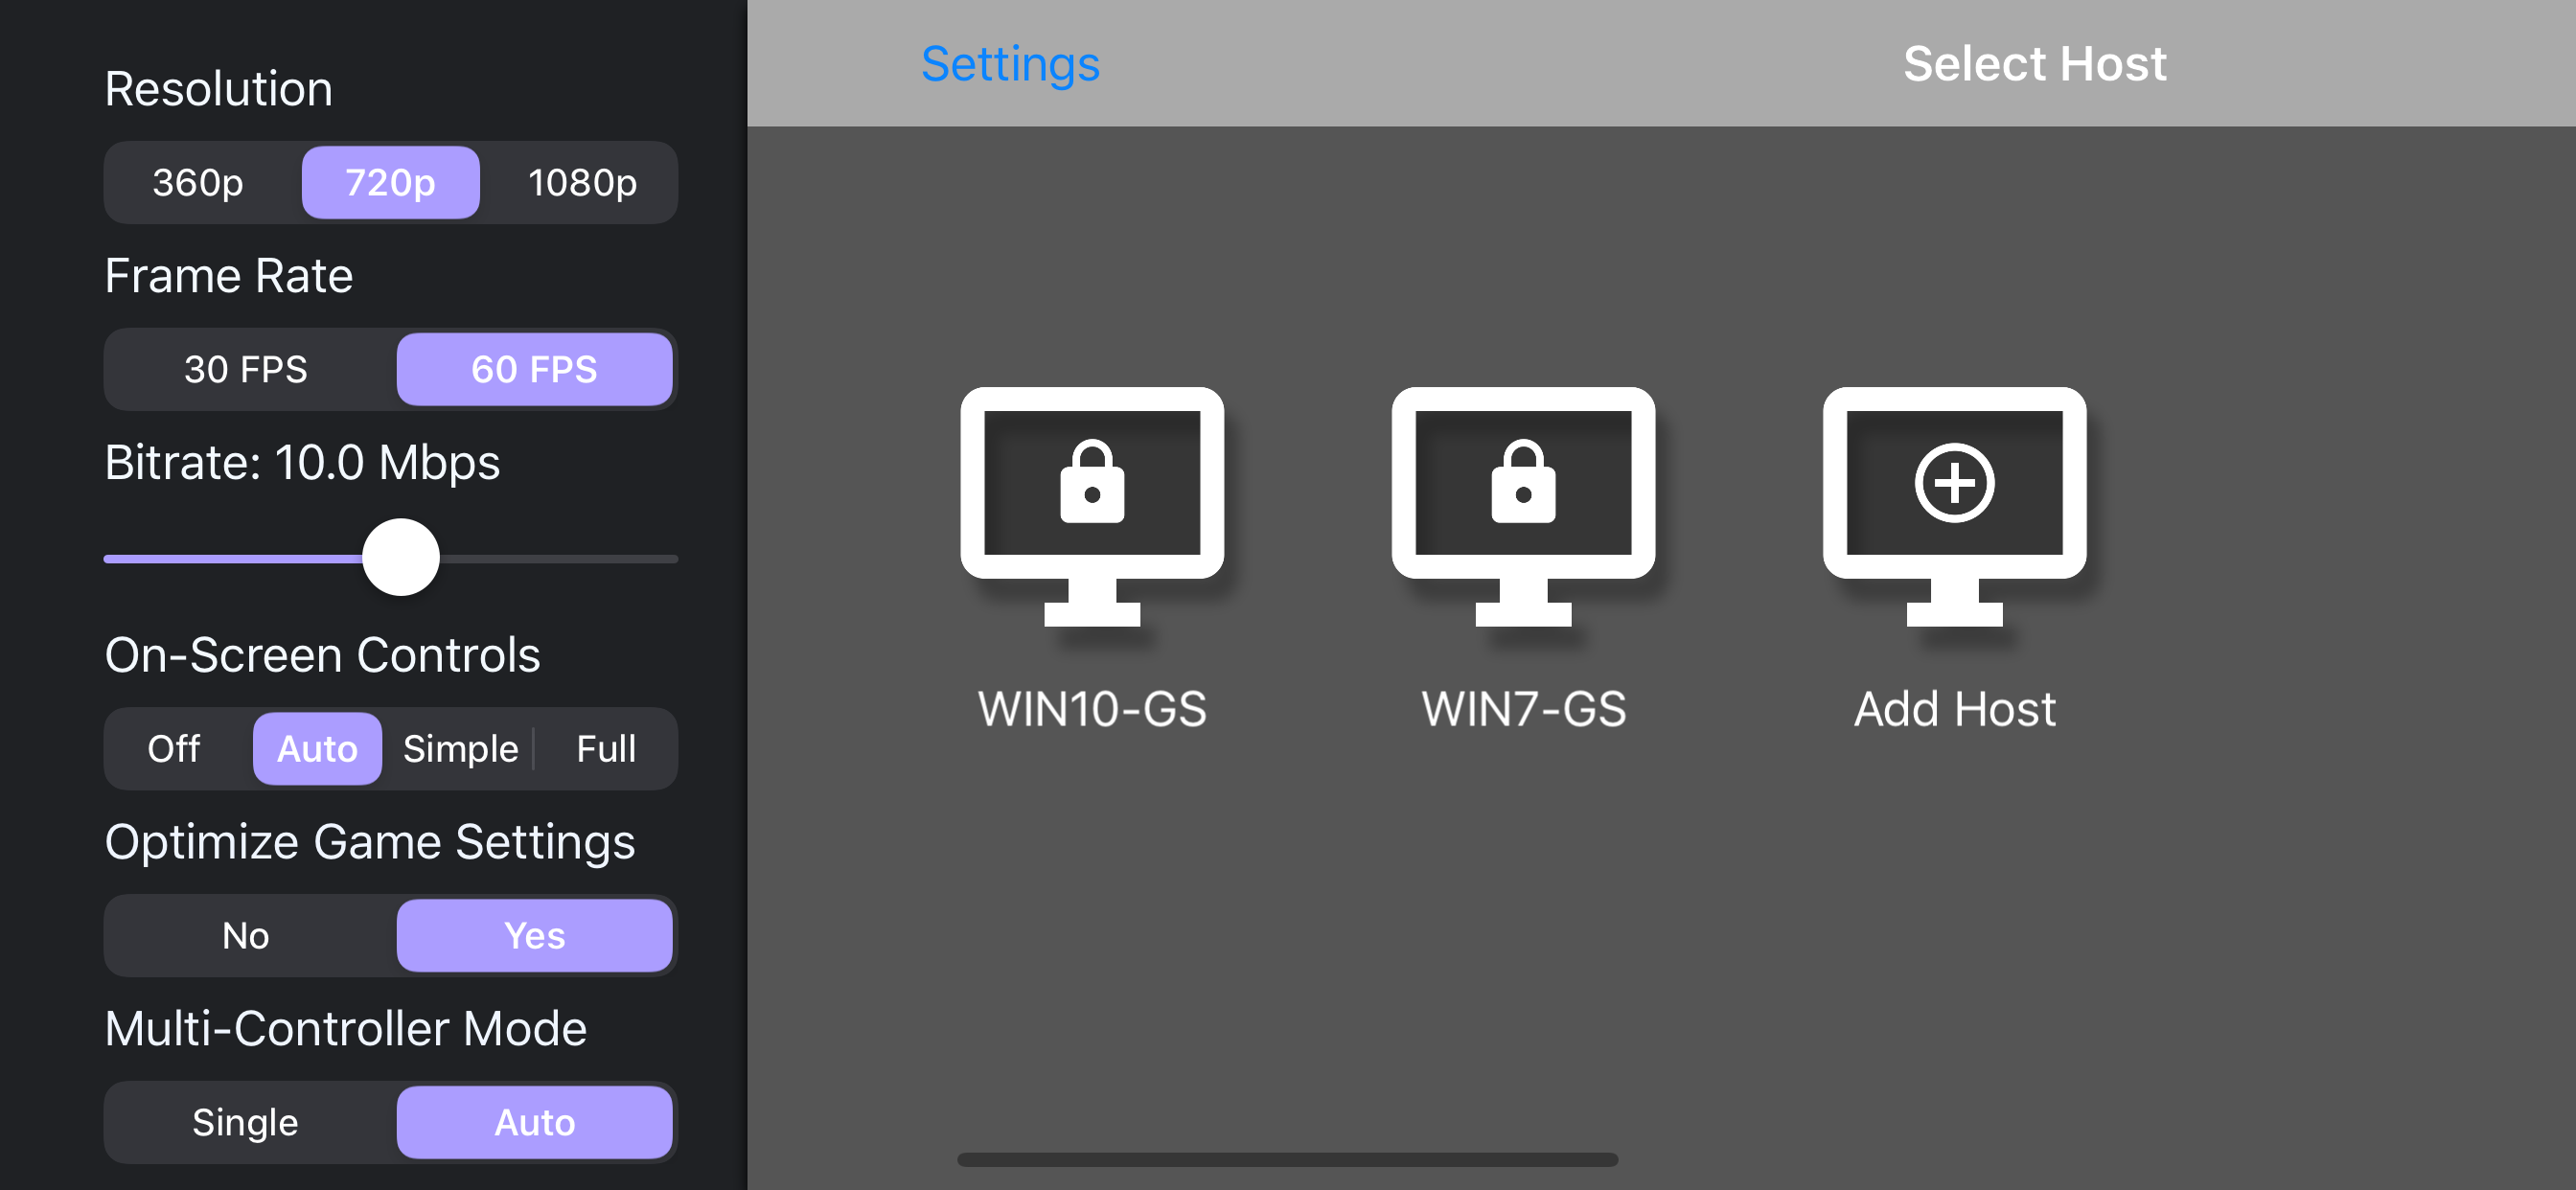 Resolution
360p 720p 1080p
Frame Rate
30 FPS 60 FPS
Bitrate: 10.0 Mbps
On-Screen Controls
Off Auto Simple Full
Optimize Game Settings
No Yes
Multi-Controller Mode
Single Auto
Settings Select Host
WIN10-GS WIN7-GS Add Host